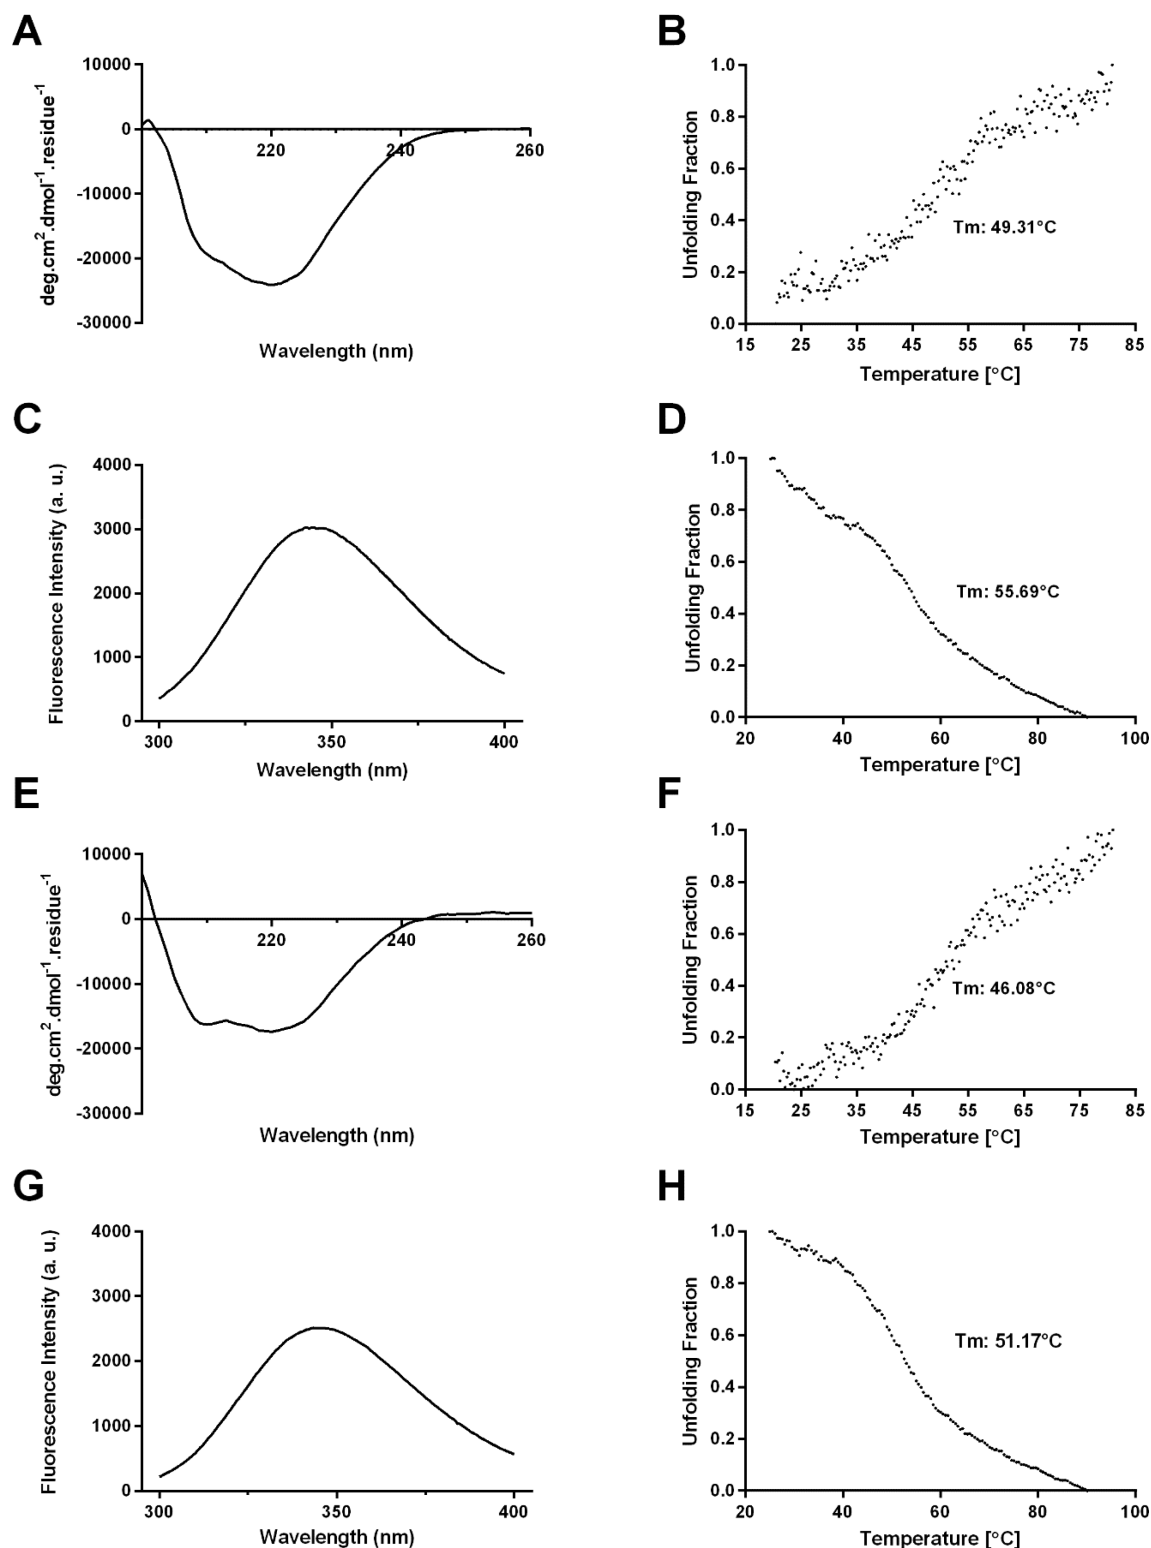 A
10000
0
-10000
-20000
-30000
220
240
260
deg.cm².dmol⁻¹.residue⁻¹
Wavelength (nm)
B
1.0
0.8
0.6
0.4
0.2
0.0
15
25
35
45
55
65
75
85
Unfolding Fraction
Tm: 49.31°C
Temperature [°C]
C
4000
3000
2000
1000
0
300
350
400
Fluorescence Intensity (a. u.)
Wavelength (nm)
D
1.0
0.8
0.6
0.4
0.2
0.0
20
40
60
80
100
Unfolding Fraction
Tm: 55.69°C
Temperature [°C]
E
10000
0
-10000
-20000
-30000
220
240
260
deg.cm².dmol⁻¹.residue⁻¹
Wavelength (nm)
F
1.0
0.8
0.6
0.4
0.2
0.0
15
25
35
45
55
65
75
85
Unfolding Fraction
Tm: 46.08°C
Temperature [°C]
G
4000
3000
2000
1000
0
300
350
400
Fluorescence Intensity (a. u.)
Wavelength (nm)
H
1.0
0.8
0.6
0.4
0.2
0.0
20
40
60
80
100
Unfolding Fraction
Tm: 51.17°C
Temperature [°C]